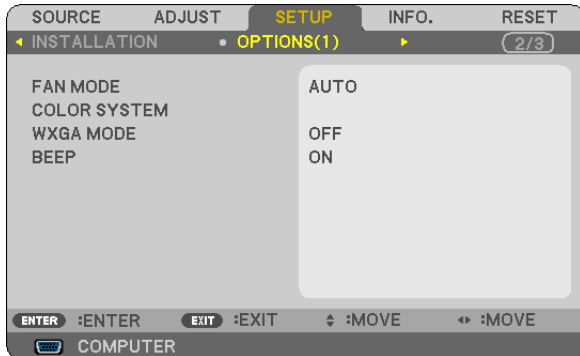 SOURCE ADJUST SETUP INFO. RESET
INSTALLATION • OPTIONS(1) 2/3
FAN MODE AUTO
COLOR SYSTEM
WXGA MODE OFF
BEEP ON
ENTER :ENTER EXIT :EXIT :MOVE :MOVE
COMPUTER